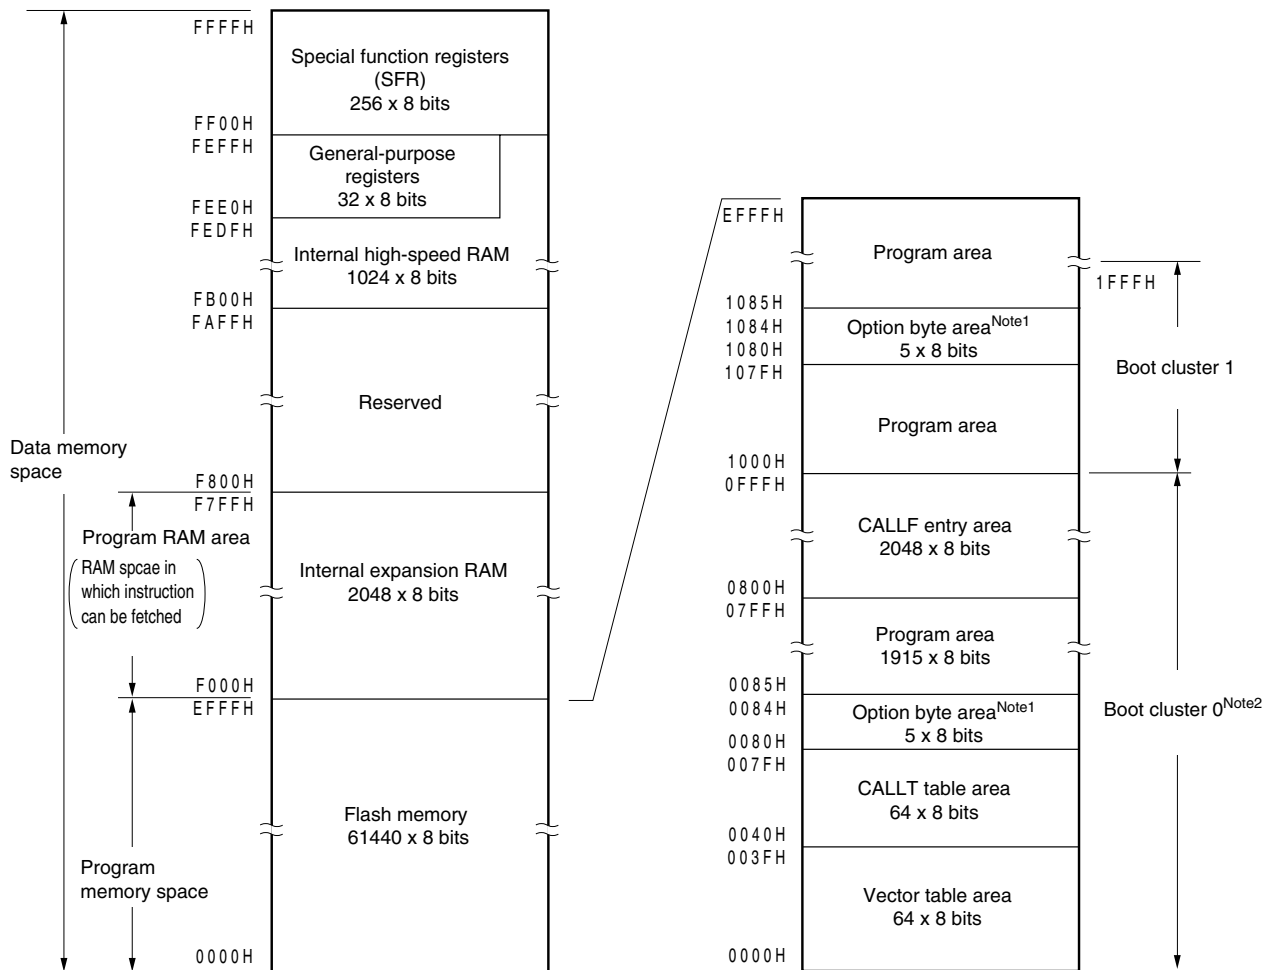 FFFFH
Special function registers
(SFR)
256 x 8 bits
FF00H
FEFFH
General-purpose
registers
32 x 8 bits
FEE0H
FEDFH
Internal high-speed RAM
1024 x 8 bits
FB00H
FAFFH
Reserved
Data memory
space
F800H
F7FFH
Program RAM area
RAM spcae in
which instruction
can be fetched
Internal expansion RAM
2048 x 8 bits
F000H
EFFFH
Flash memory
61440 x 8 bits
Program
memory space
0000H
EFFFH
Program area
1FFFH
1085H
1084H
Option byte areaNote1
5 x 8 bits
1080H
107FH
Boot cluster 1
Program area
1000H
0FFFH
CALLF entry area
2048 x 8 bits
0800H
07FFH
Program area
1915 x 8 bits
0085H
0084H
Option byte areaNote1
5 x 8 bits
Boot cluster 0Note2
0080H
007FH
CALLT table area
64 x 8 bits
0040H
003FH
Vector table area
64 x 8 bits
0000H